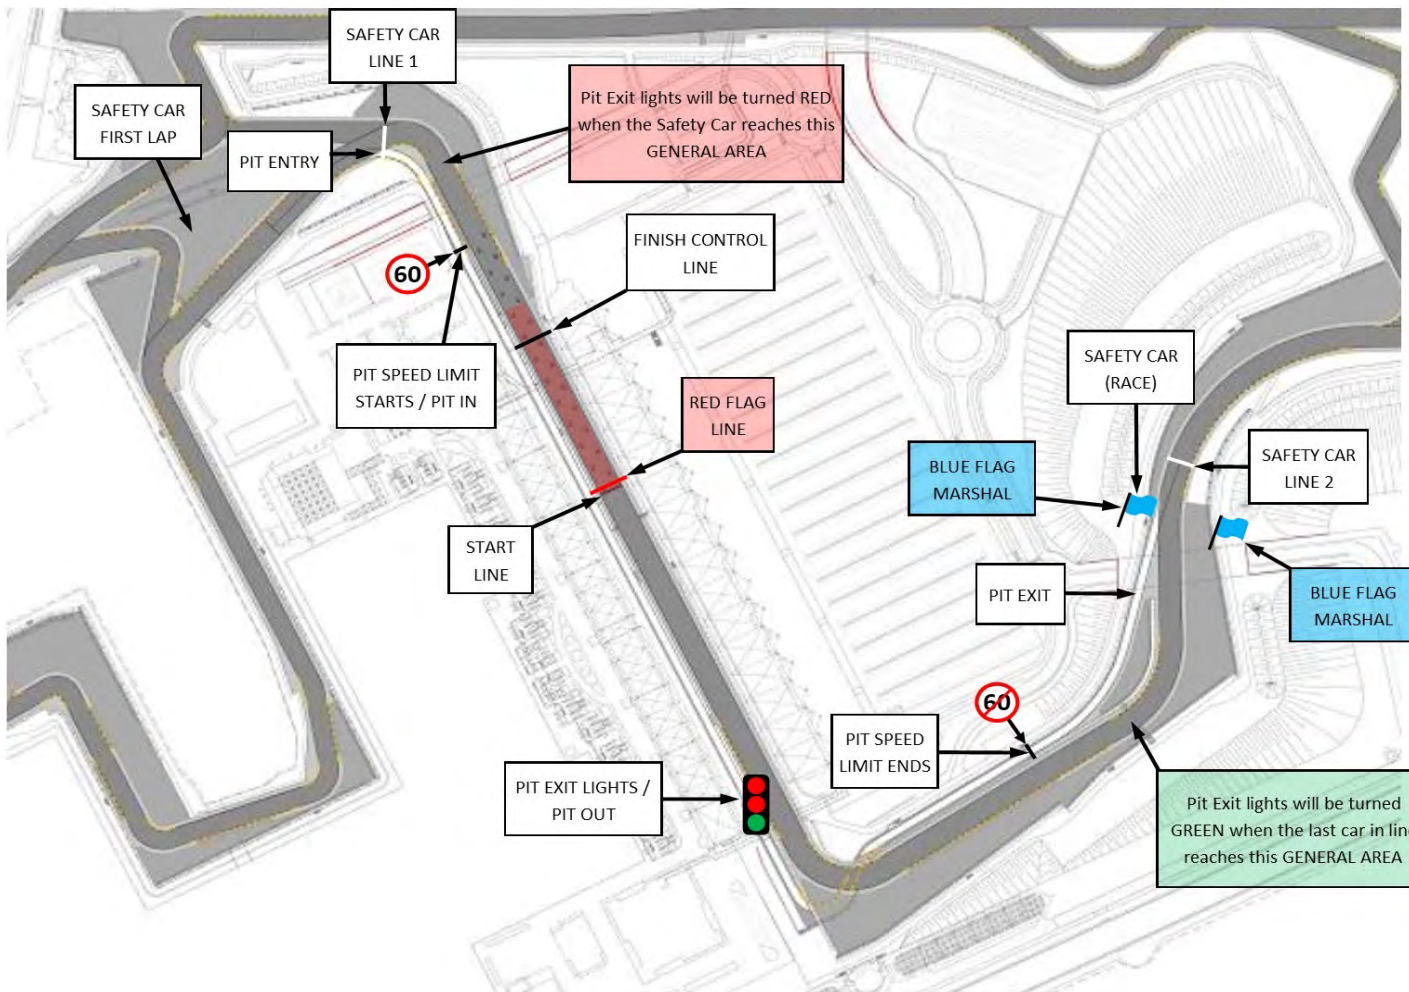 SAFETY CAR
LINE 1
SAFETY CAR
FIRST LAP
PIT ENTRY
Pit Exit lights will be turned RED
when the Safety Car reaches this
GENERAL AREA
FINISH CONTROL
LINE
60
PIT SPEED LIMIT
STARTS / PIT IN
RED FLAG
LINE
SAFETY CAR
(RACE)
BLUE FLAG
MARSHAL
SAFETY CAR
LINE 2
START
LINE
PIT EXIT
BLUE FLAG
MARSHAL
60
PIT SPEED
LIMIT ENDS
PIT EXIT LIGHTS /
PIT OUT
Pit Exit lights will be turned
GREEN when the last car in line
reaches this GENERAL AREA